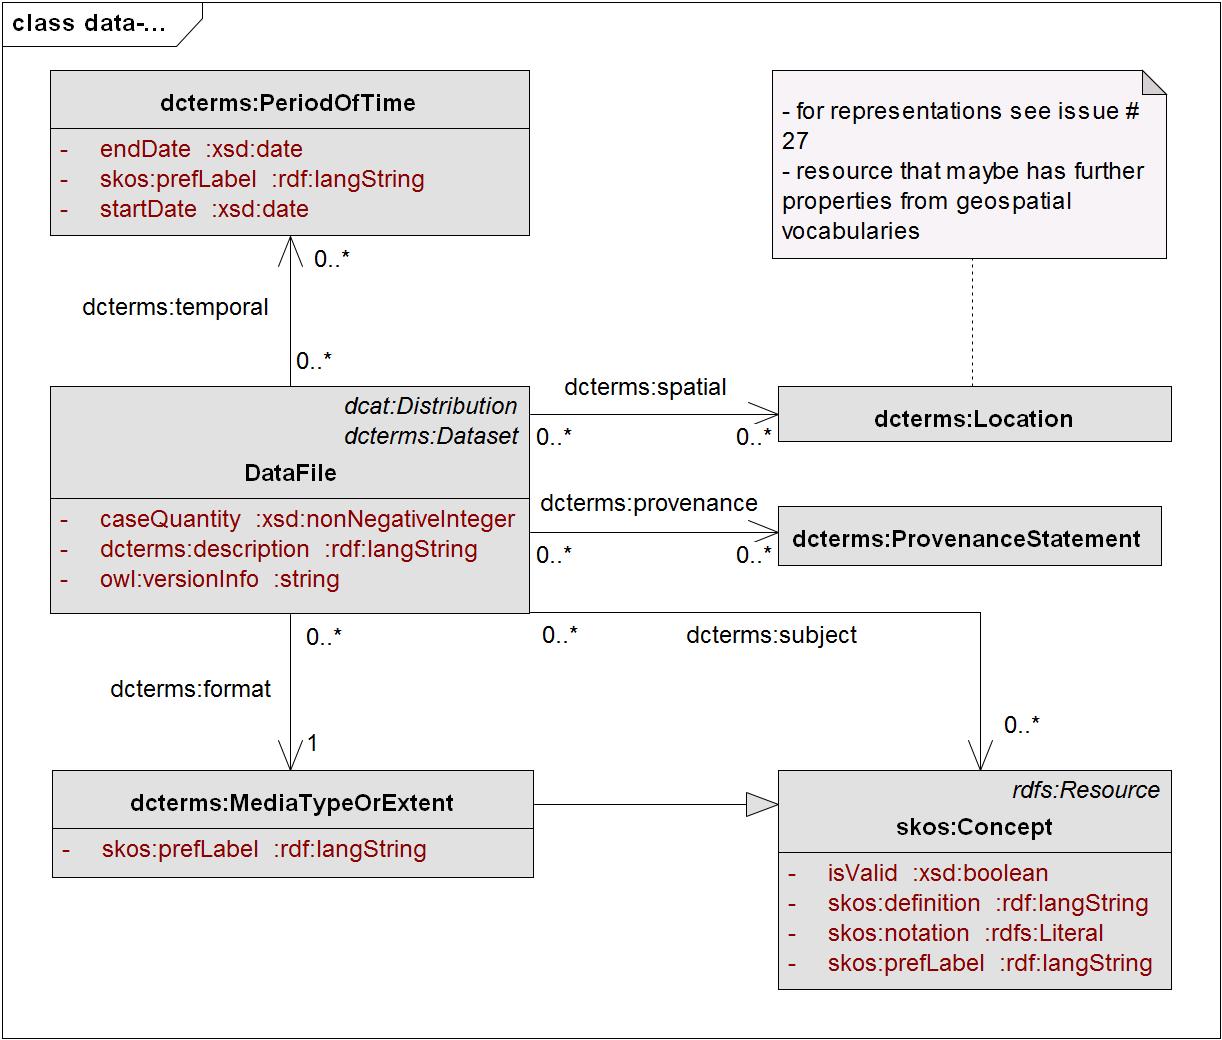 class data-...
dcterms:PeriodOfTime
- endDate :xsd:date
- skos:prefLabel :rdf:langString
- startDate :xsd:date
- for representations see issue #
27
- resource that maybe has further
properties from geospatial
vocabularies
0..*
dcterms:temporal
0..*
dcat:Distribution
dcterms:Dataset
DataFile
- caseQuantity :xsd:nonNegativeInteger
- dcterms:description :rdf:langString
- owl:versionInfo :string
dcterms:spatial
0..* 0..*
dcterms:Location
dcterms:provenance
0..* 0..*
dcterms:ProvenanceStatement
0..*
dcterms:format
1
0..*
dcterms:subject
0..*
dcterms:MediaTypeOrExtent
- skos:prefLabel :rdf:langString
rdfs:Resource
skos:Concept
- isValid :xsd:boolean
- skos:definition :rdf:langString
- skos:notation :rdfs:Literal
- skos:prefLabel :rdf:langString